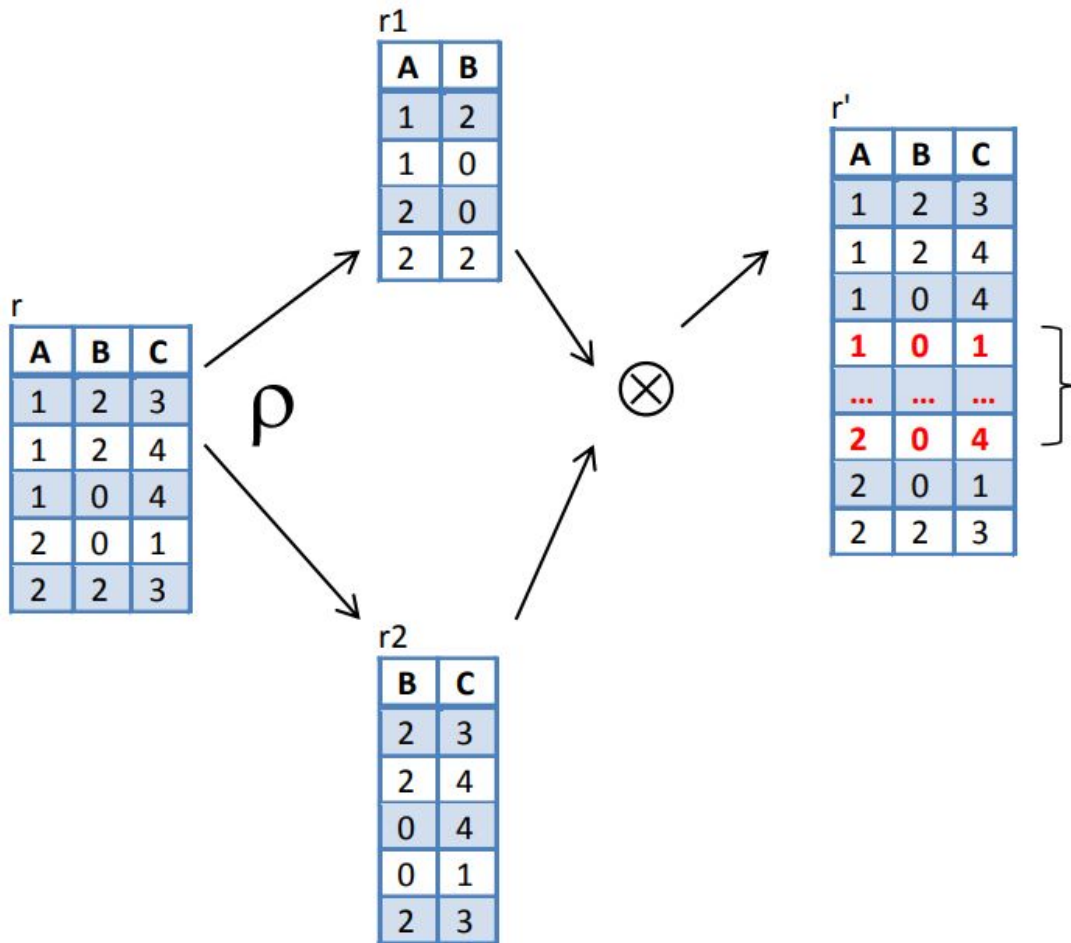 r
A B C
1 2 3
1 2 4
1 0 4
2 0 1
2 2 3
ρ
r1
A B
1 2
1 0
2 0
2 2
r2
B C
2 3
2 4
0 4
0 1
2 3
⊗
r'
A B C
1 2 3
1 2 4
1 0 4
1 0 1
... ... ...
2 0 4
2 0 1
2 2 3